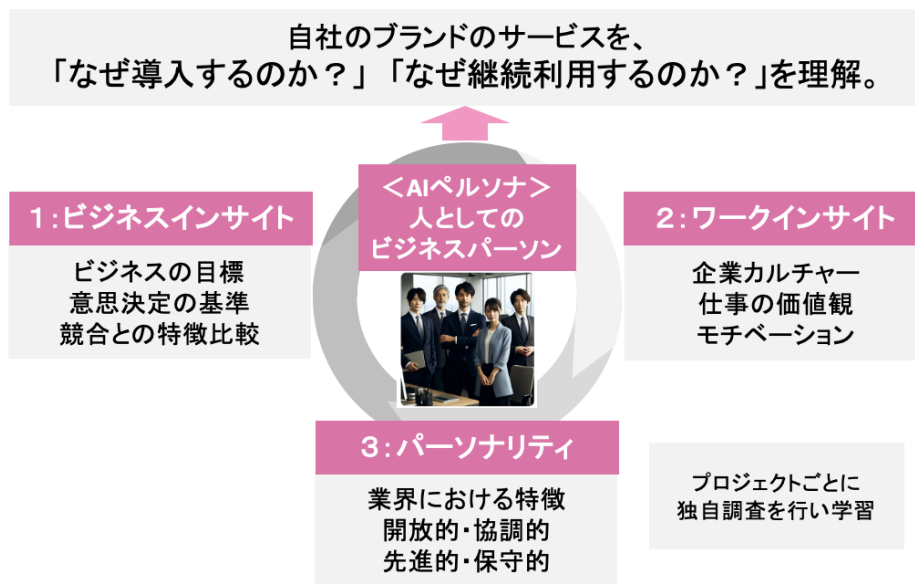 自社のブランドのサービスを、
「なぜ導入するのか？」「なぜ継続利用するのか？」を理解。
＜AIペルソナ＞
人としての
ビジネスパーソン
１：ビジネスインサイト
ビジネスの目標
意思決定の基準
競合との特徴比較
２：ワークインサイト
企業カルチャー
仕事の価値観
モチベーション
３：パーソナリティ
業界における特徴
開放的・協調的
先進的・保守的
プロジェクトごとに
独自調査を行い学習